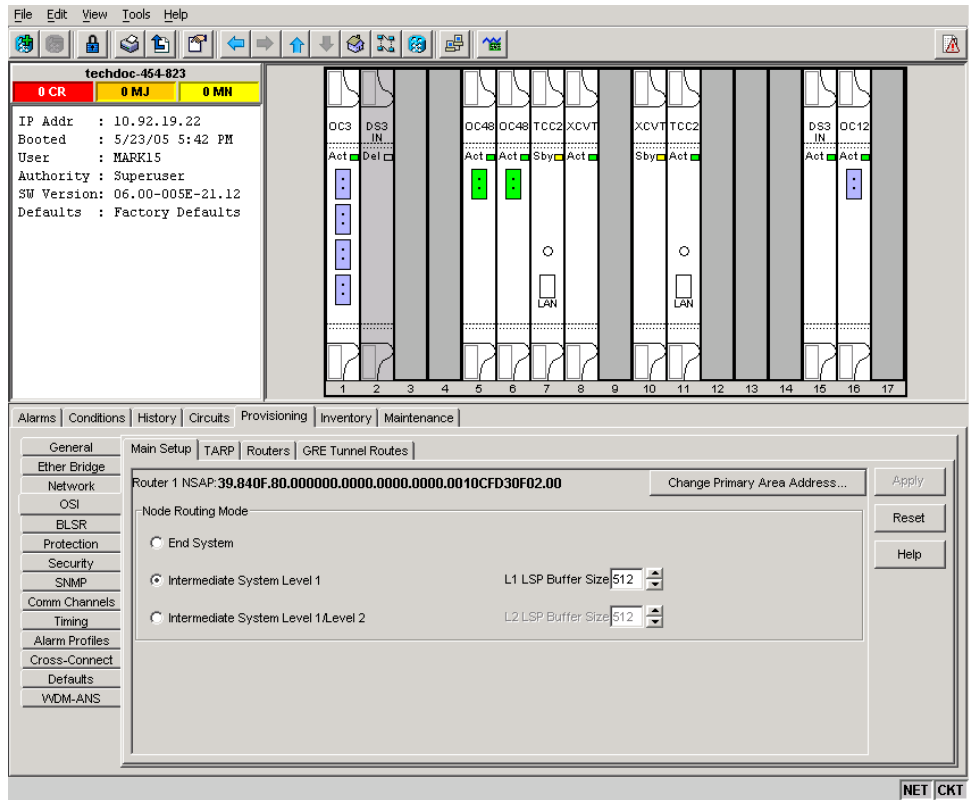 File Edit View Tools Help
techdoc-454-823
0 CR 0 MJ 0 MN
IP Addr : 10.92.19.22
Booted : 5/23/05 5:42 PM
User : MARK15
Authority : Superuser
SW Version: 06.00-005E-21.12
Defaults : Factory Defaults
OC3 DS3 IN OC48 OC48 TCC2 XCVT XCVT TCC2 DS3 IN OC12
Act Del Act Act Sby Act Sby Act Act Act
LAN LAN
1 2 3 4 5 6 7 8 9 10 11 12 13 14 15 16 17
Alarms Conditions History Circuits Provisioning Inventory Maintenance
General
Ether Bridge
Network
OSI
BLSR
Protection
Security
SNMP
Comm Channels
Timing
Alarm Profiles
Cross-Connect
Defaults
WDM-ANS
Main Setup TARP Routers GRE Tunnel Routes
Router 1 NSAP:39.840F.80.000000.0000.0000.0000.0010CFD30F02.00 Change Primary Area Address...
Node Routing Mode
End System
Intermediate System Level 1 L1 LSP Buffer Size 512
Intermediate System Level 1/Level 2 L2 LSP Buffer Size 512
Apply
Reset
Help
NET CKT